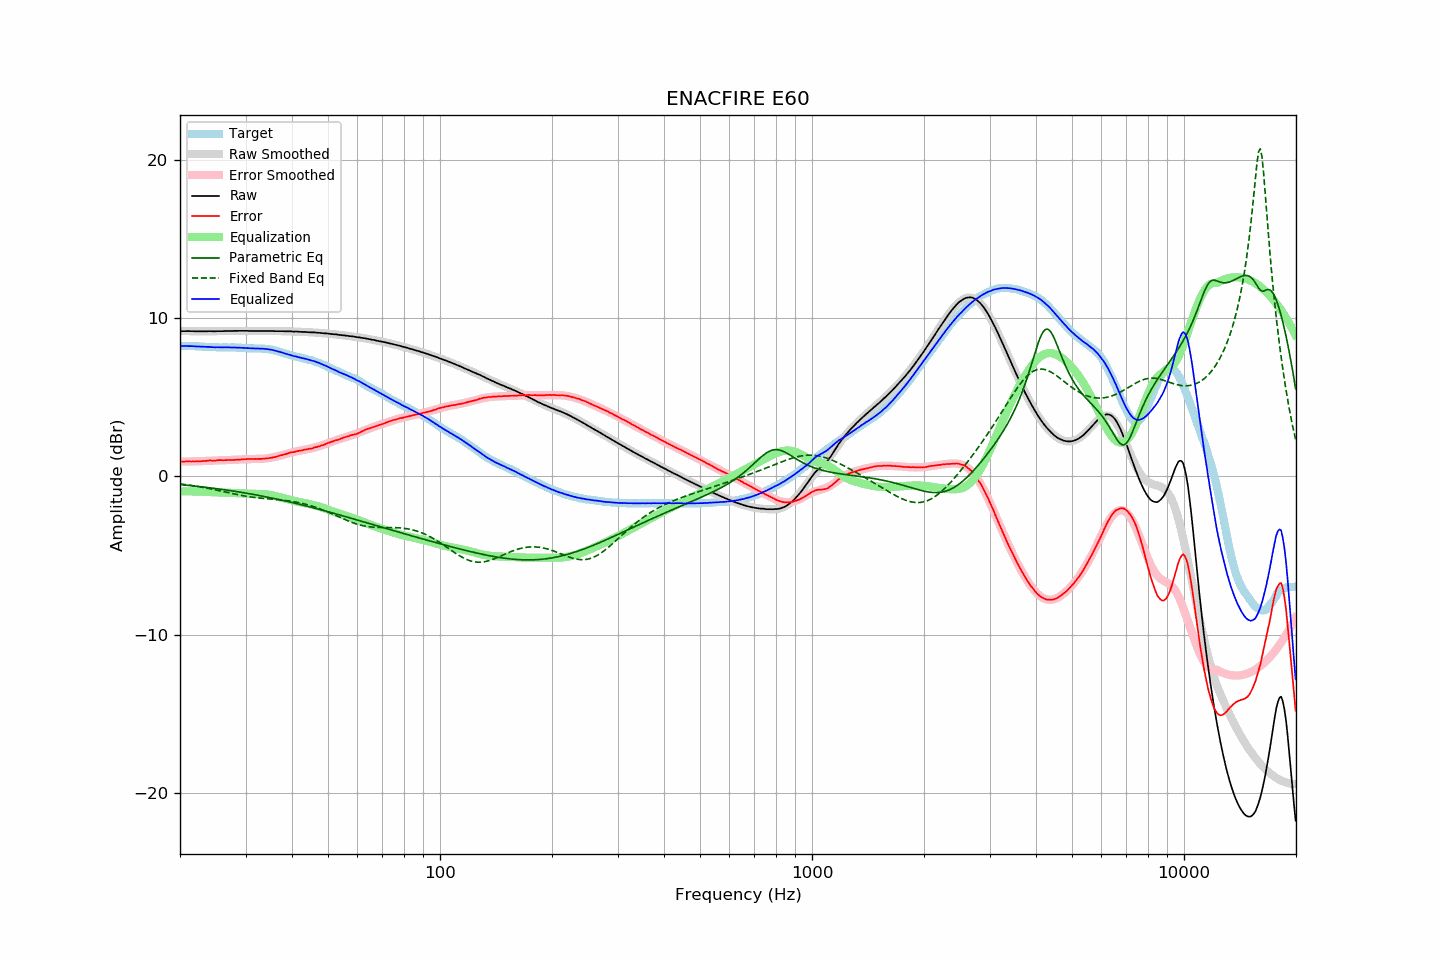 ENACFIRE E60
Target
Raw Smoothed
Error Smoothed
Raw
Error
Equalization
Parametric Eq
Fixed Band Eq
Equalized
20
10
0
−10
−20
Amplitude (dBr)
100
1000
10000
Frequency (Hz)